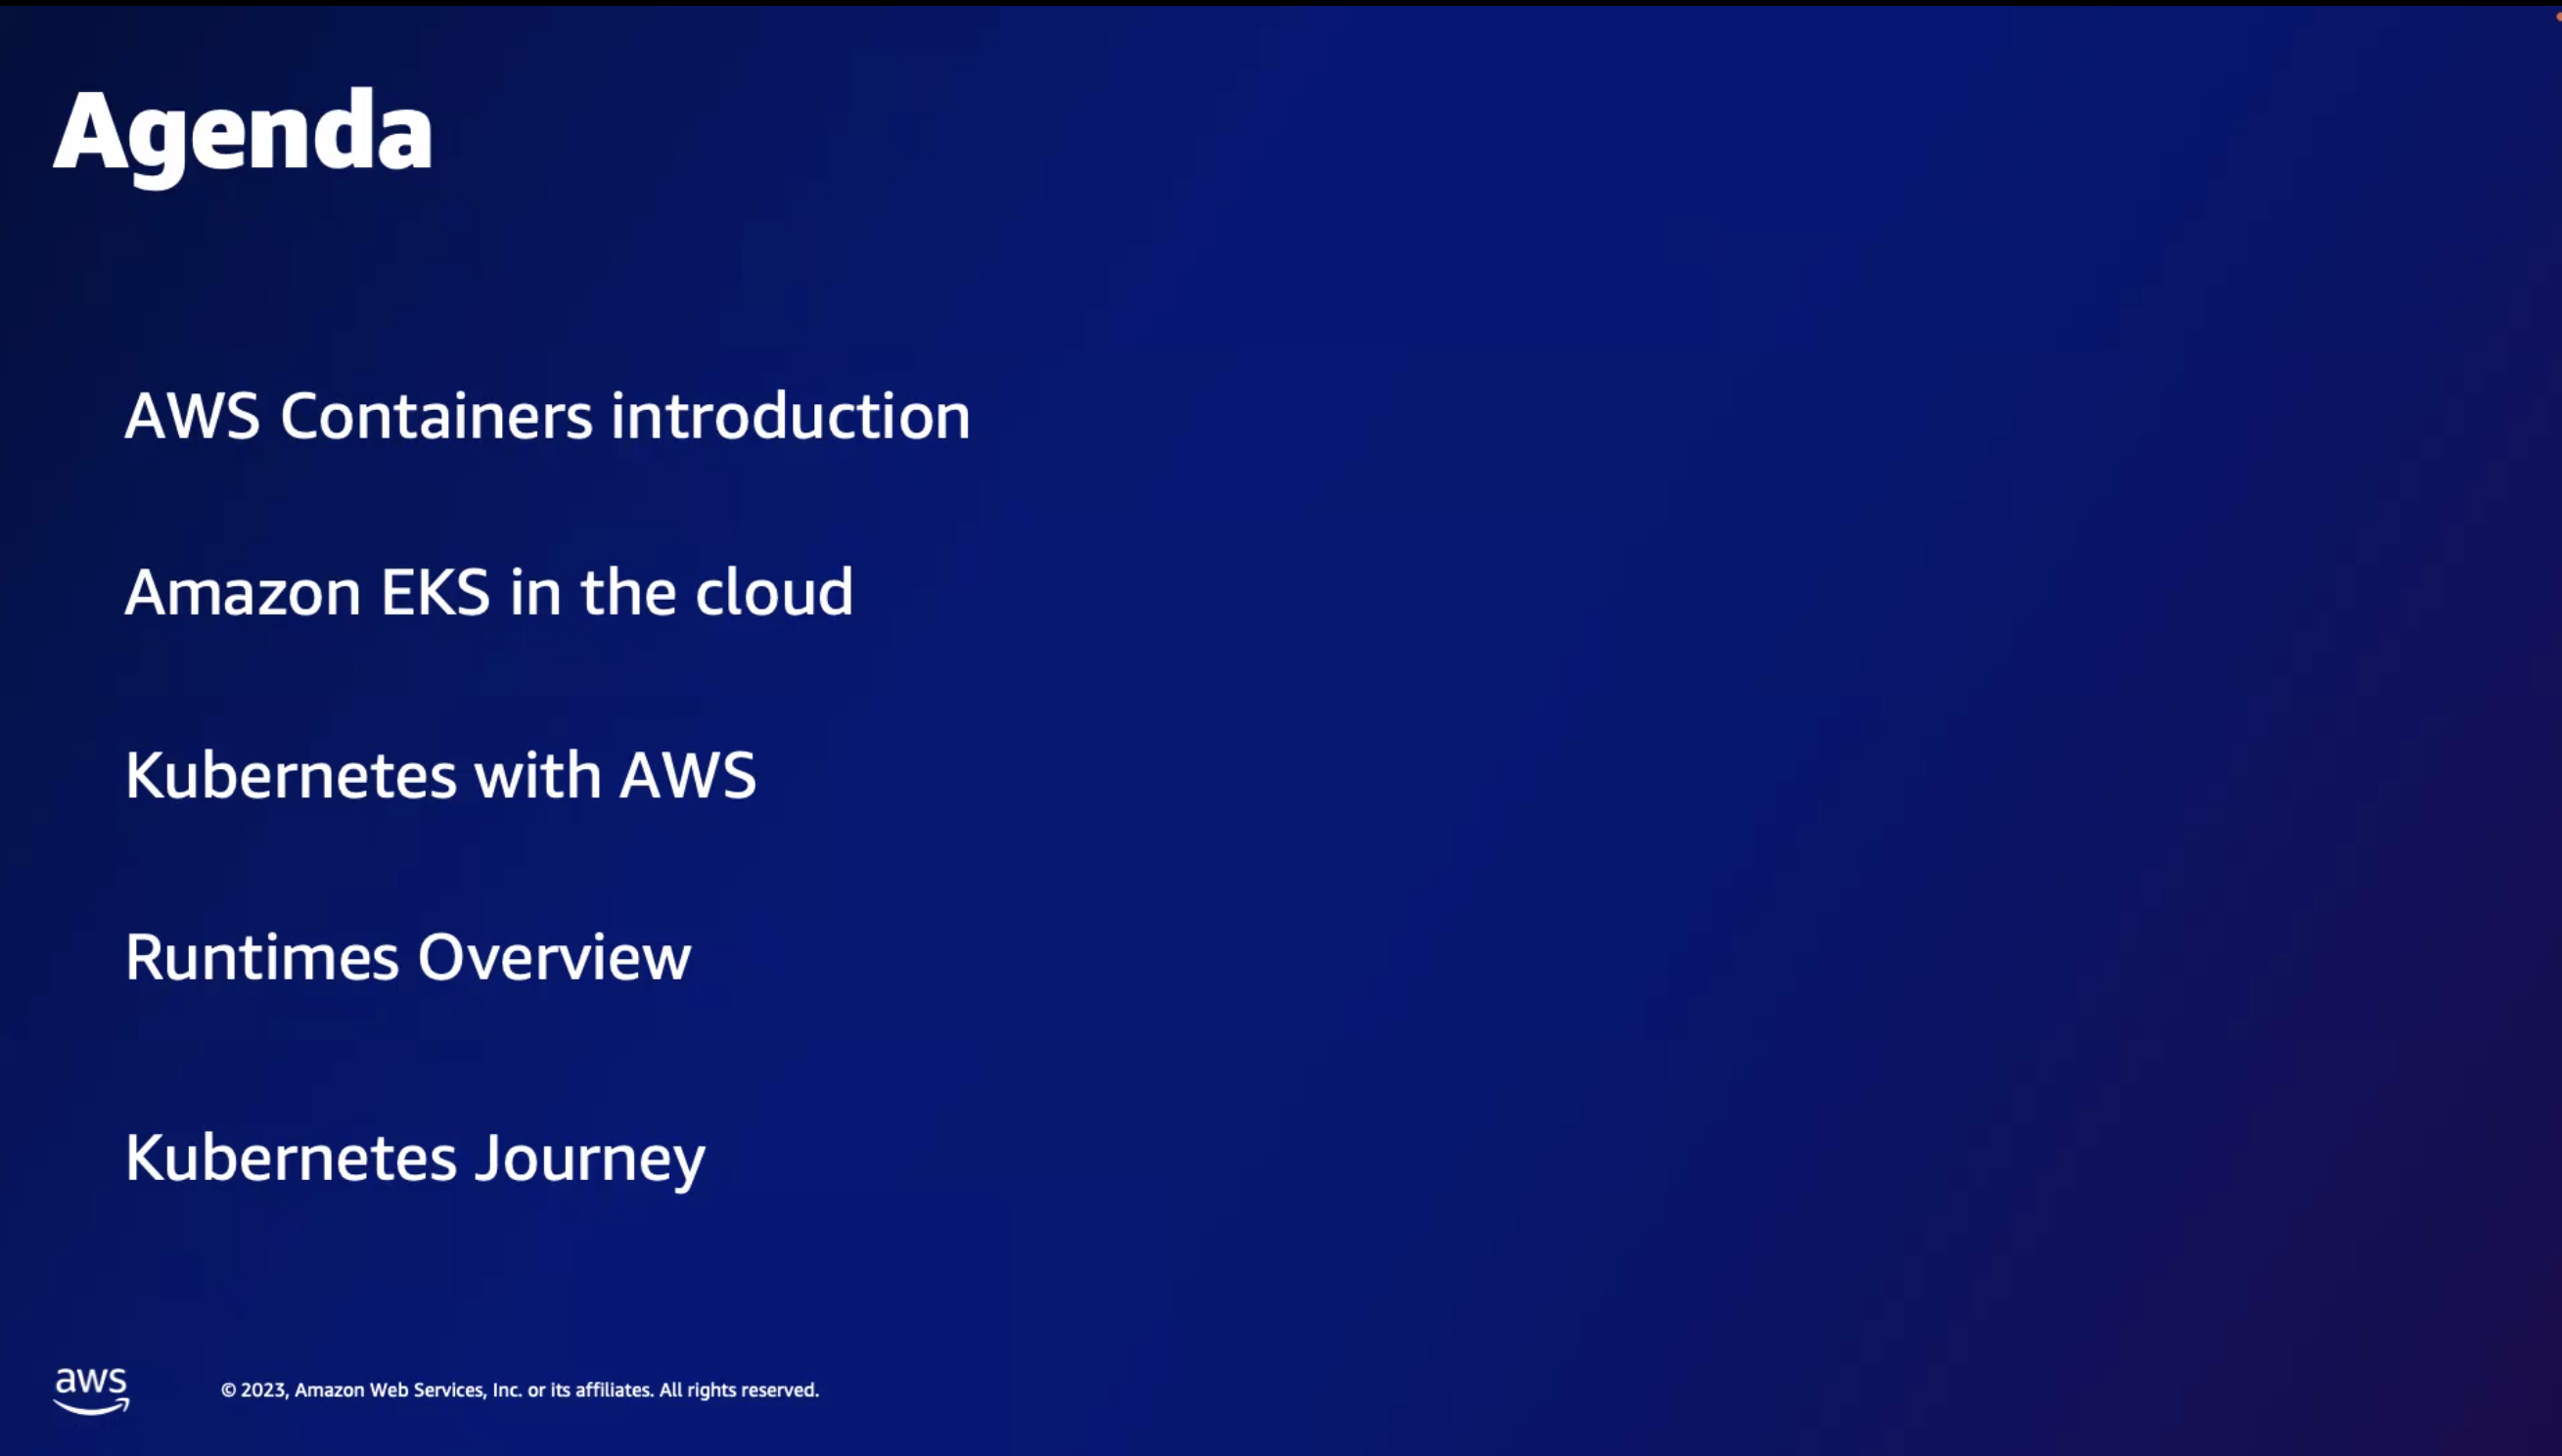 Agenda
AWS Containers introduction
Amazon EKS in the cloud
Kubernetes with AWS
Runtimes Overview
Kubernetes Journey
aws
© 2023, Amazon Web Services, Inc. or its affiliates. All rights reserved.